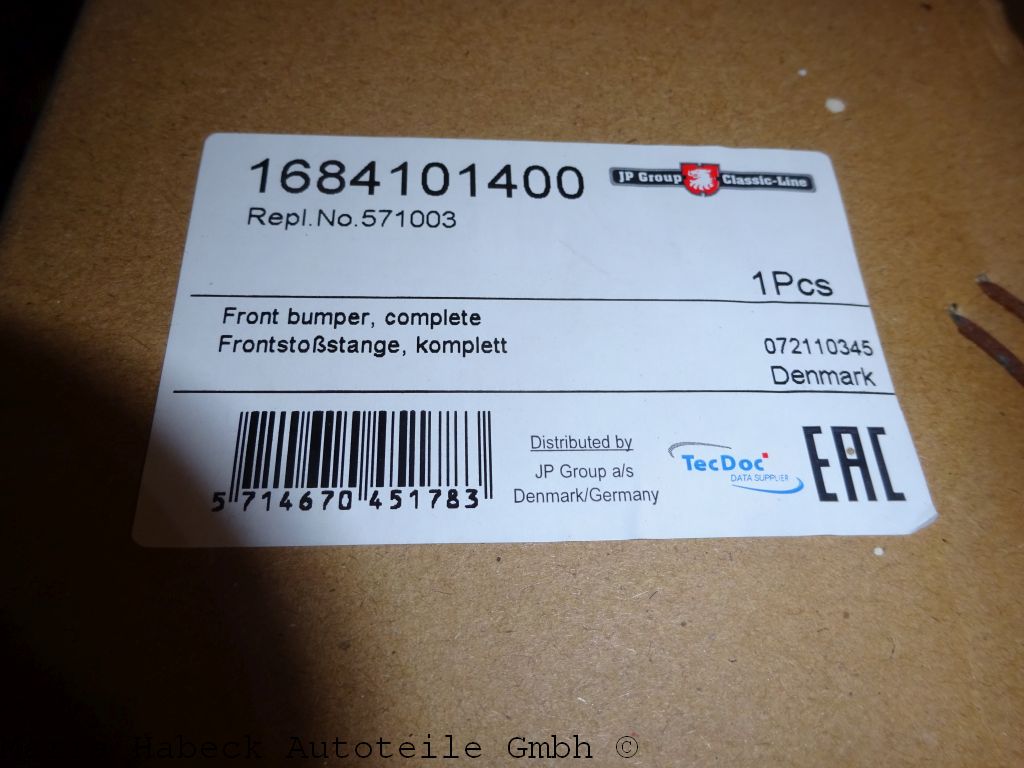 1684101400
JP Group Classic-Line
Repl.No.571003
1Pcs
Front bumper, complete
Frontstoßstange, komplett
072110345
Denmark
5 714670 451783
Distributed by
JP Group a/s
Denmark/Germany
TecDoc
DATA SUPPLIER
EAC
Habeck Autoteile Gmbh ©